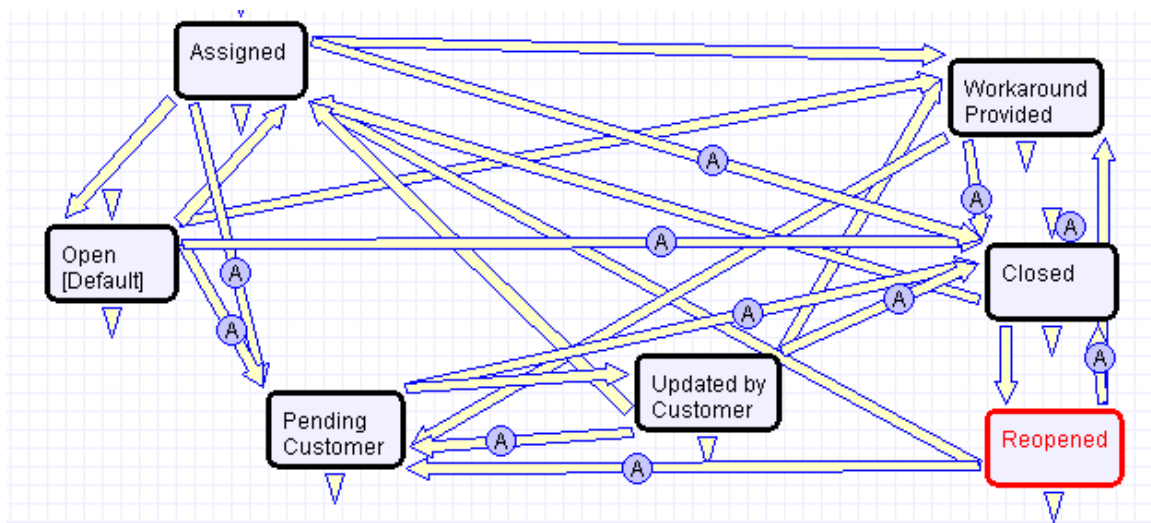 Assigned
Workaround
Provided
A
A
A
Open
[Default]
A
A
Closed
A
A
A
A
Updated by
Customer
Pending
Customer
A
A
Reopened